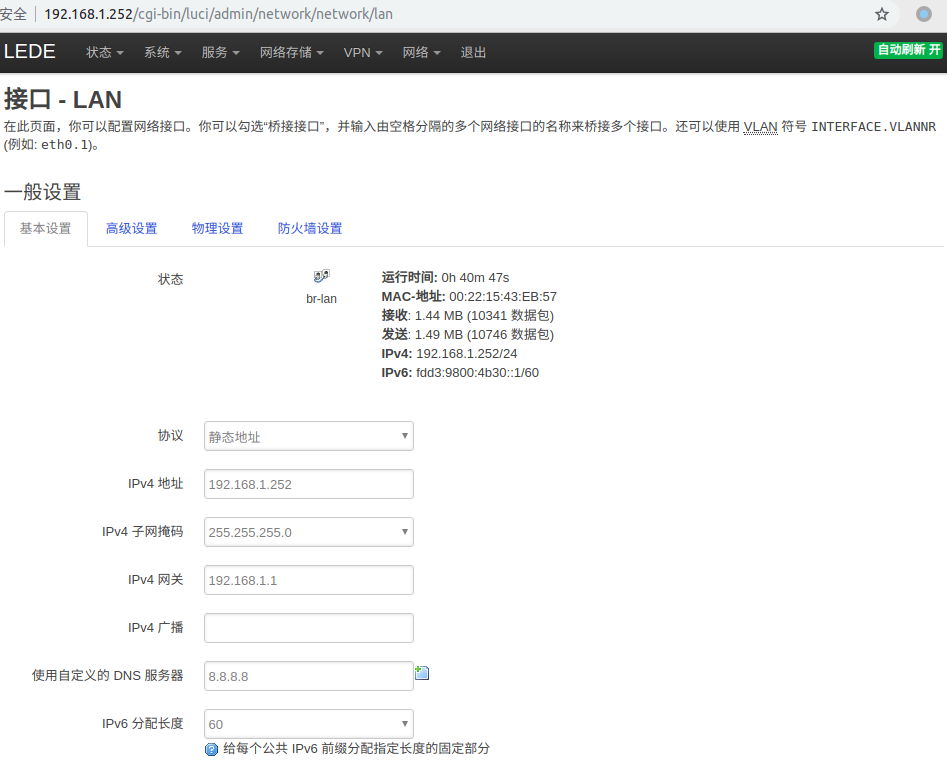 安全 192.168.1.252/cgi-bin/luci/admin/network/network/lan
LEDE 状态 系统 服务 网络存储 VPN 网络 退出 自动刷新 开
接口 - LAN
在此页面，你可以配置网络接口。你可以勾选“桥接接口”，并输入由空格分隔的多个网络接口的名称来桥接多个接口。还可以使用 VLAN 符号 INTERFACE.VLANNR
(例如: eth0.1)。
一般设置
基本设置 高级设置 物理设置 防火墙设置
状态
br-lan
运行时间: 0h 40m 47s
MAC-地址: 00:22:15:43:EB:57
接收: 1.44 MB (10341 数据包)
发送: 1.49 MB (10746 数据包)
IPv4: 192.168.1.252/24
IPv6: fdd3:9800:4b30::1/60
协议 静态地址
IPv4 地址 192.168.1.252
IPv4 子网掩码 255.255.255.0
IPv4 网关 192.168.1.1
IPv4 广播
使用自定义的 DNS 服务器 8.8.8.8
IPv6 分配长度 60
给每个公共 IPv6 前缀分配指定长度的固定部分